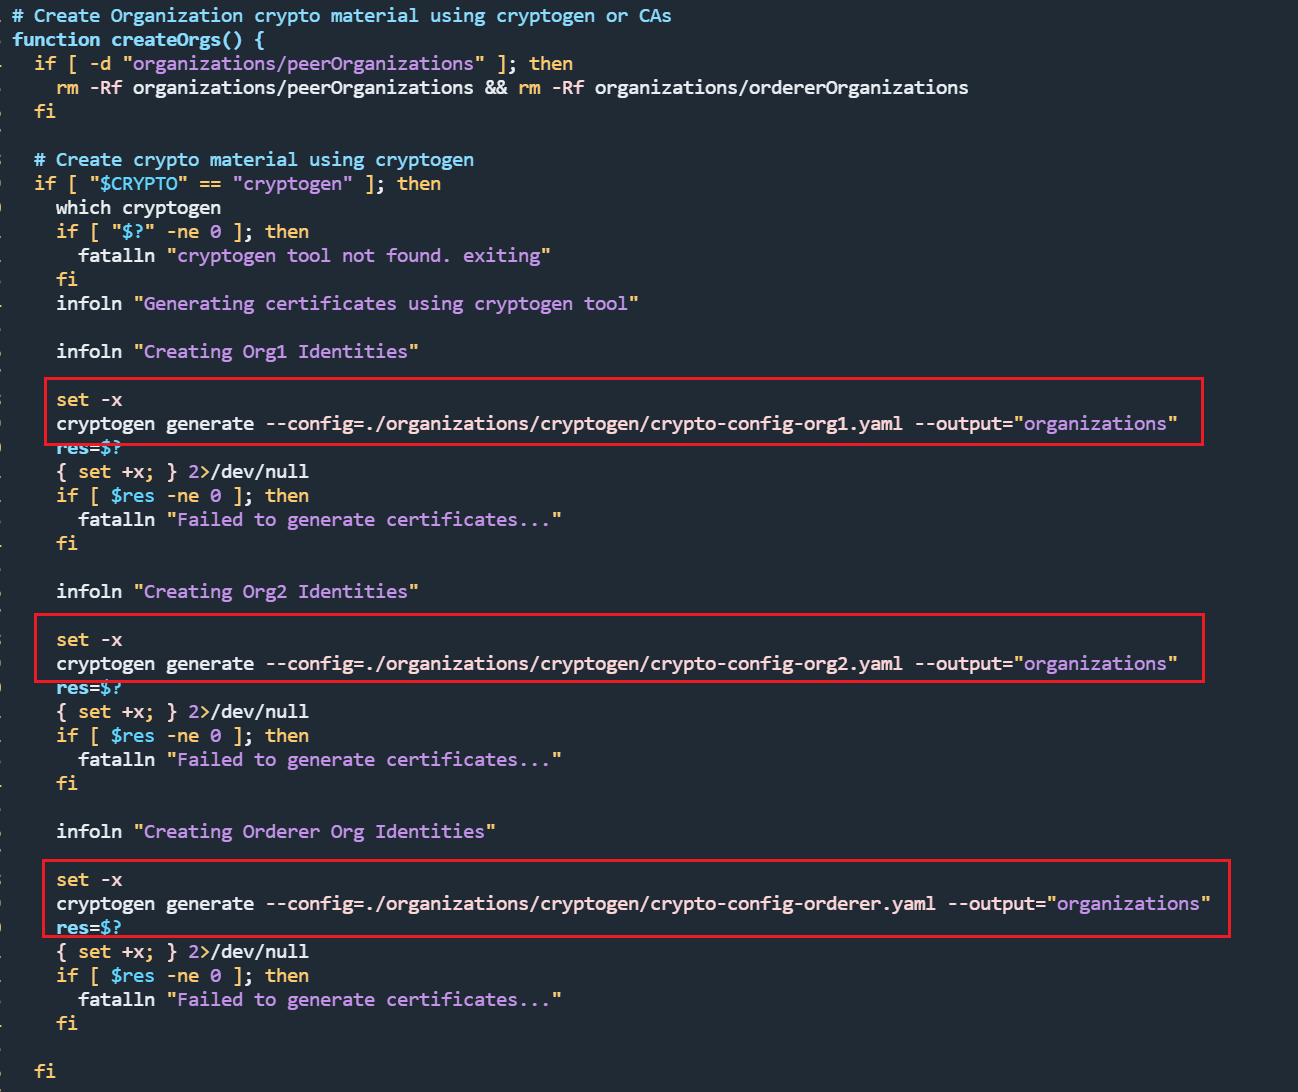 # Create Organization crypto material using cryptogen or CAs
function createOrgs() {
  if [ -d "organizations/peerOrganizations" ]; then
    rm -Rf organizations/peerOrganizations && rm -Rf organizations/ordererOrganizations
  fi

  # Create crypto material using cryptogen
  if [ "$CRYPTO" == "cryptogen" ]; then
    which cryptogen
    if [ "$?" -ne 0 ]; then
      fatalln "cryptogen tool not found. exiting"
    fi
    infoln "Generating certificates using cryptogen tool"

    infoln "Creating Org1 Identities"

    set -x
    cryptogen generate --config=./organizations/cryptogen/crypto-config-org1.yaml --output="organizations"
    res=$?
    { set +x; } 2>/dev/null
    if [ $res -ne 0 ]; then
      fatalln "Failed to generate certificates..."
    fi

    infoln "Creating Org2 Identities"

    set -x
    cryptogen generate --config=./organizations/cryptogen/crypto-config-org2.yaml --output="organizations"
    res=$?
    { set +x; } 2>/dev/null
    if [ $res -ne 0 ]; then
      fatalln "Failed to generate certificates..."
    fi

    infoln "Creating Orderer Org Identities"

    set -x
    cryptogen generate --config=./organizations/cryptogen/crypto-config-orderer.yaml --output="organizations"
    res=$?
    { set +x; } 2>/dev/null
    if [ $res -ne 0 ]; then
      fatalln "Failed to generate certificates..."
    fi

  fi